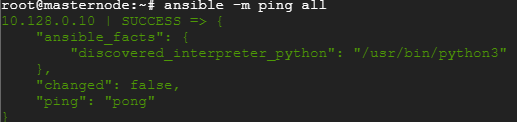 root@masternode:~# ansible -m ping all
10.128.0.10 | SUCCESS => {
    "ansible_facts": {
        "discovered_interpreter_python": "/usr/bin/python3"
    },
    "changed": false,
    "ping": "pong"
}